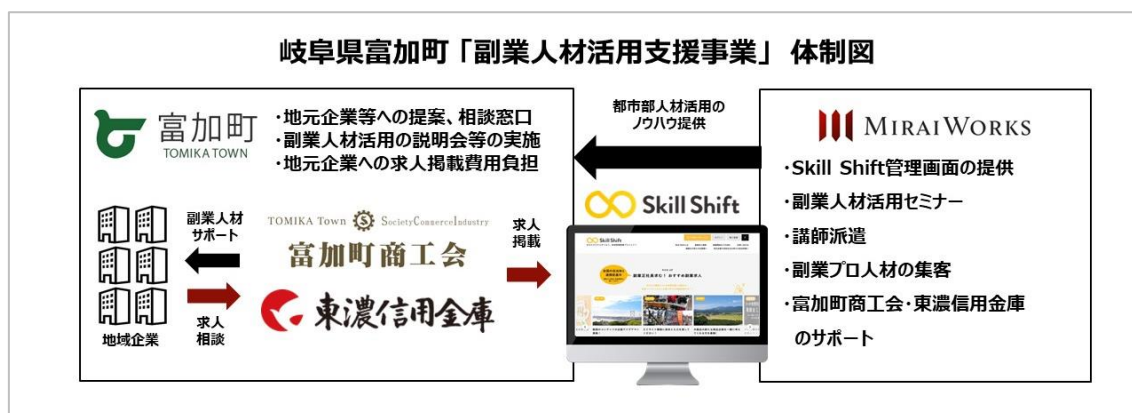 岐阜県富加町「副業人材活用支援事業」 体制図
富加町
TOMIKA TOWN
・地元企業等への提案、相談窓口
・副業人材活用の説明会等の実施
・地元企業への求人掲載費用負担
副業人材
サポート
求人
相談
地域企業
TOMIKA Town S SocietyCommerceIndustry
富加町商工会
東濃信用金庫
求人
掲載
都市部人材活用の
ノウハウ提供
Skill Shift
Skill Shift
MIRAIWORKS
・Skill Shift管理画面の提供
・副業人材活用セミナー
・講師派遣
・副業プロ人材の集客
・富加町商工会・東濃信用金庫
のサポート